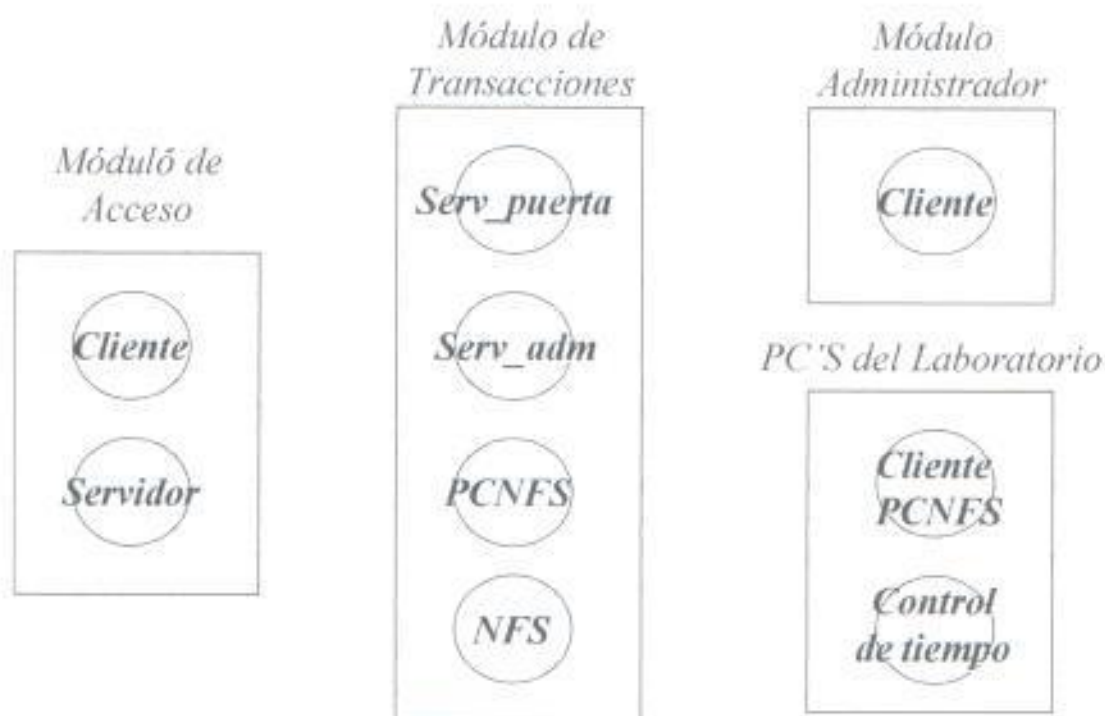 Móduló de
Acceso
Cliente
Servidor
Módulo de
Transacciones
Serv_puerta
Serv_adm
PCNFS
NFS
Módulo
Administrador
Cliente
PC´S del Laboratorio
Cliente
PCNFS
Control
de tiempo